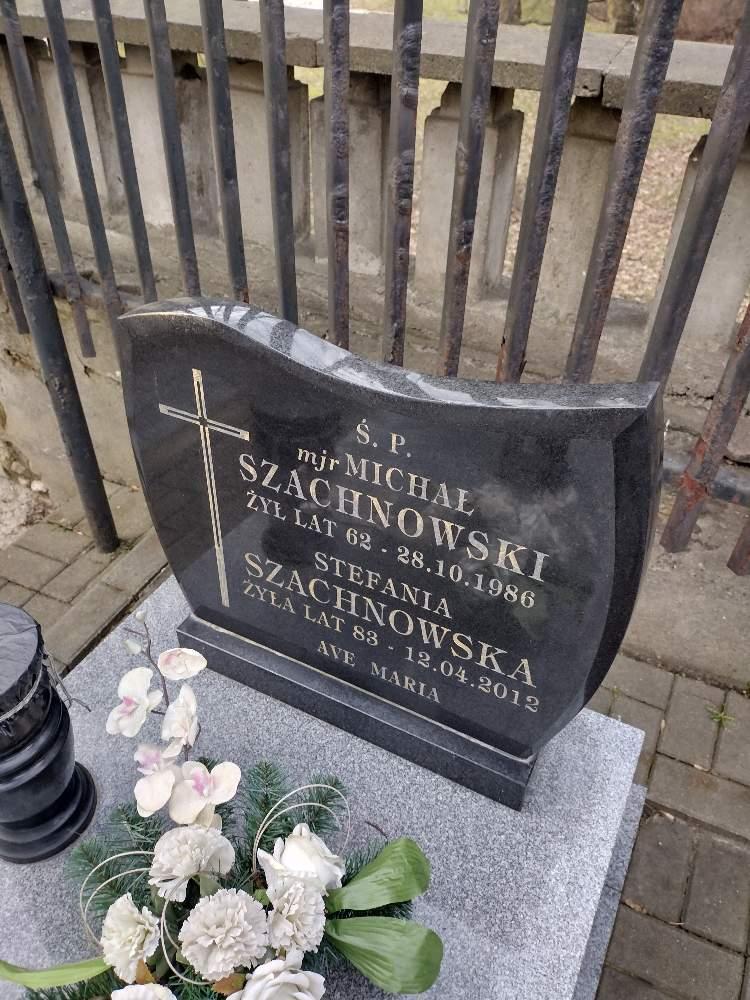 Ś. P.
mjr MICHAŁ
SZACHNOWSKI
ŻYŁ LAT 62 - 28.10.1986
STEFANIA
SZACHNOWSKA
ŻYŁA LAT 83 - 12.04.2012
AVE MARIA